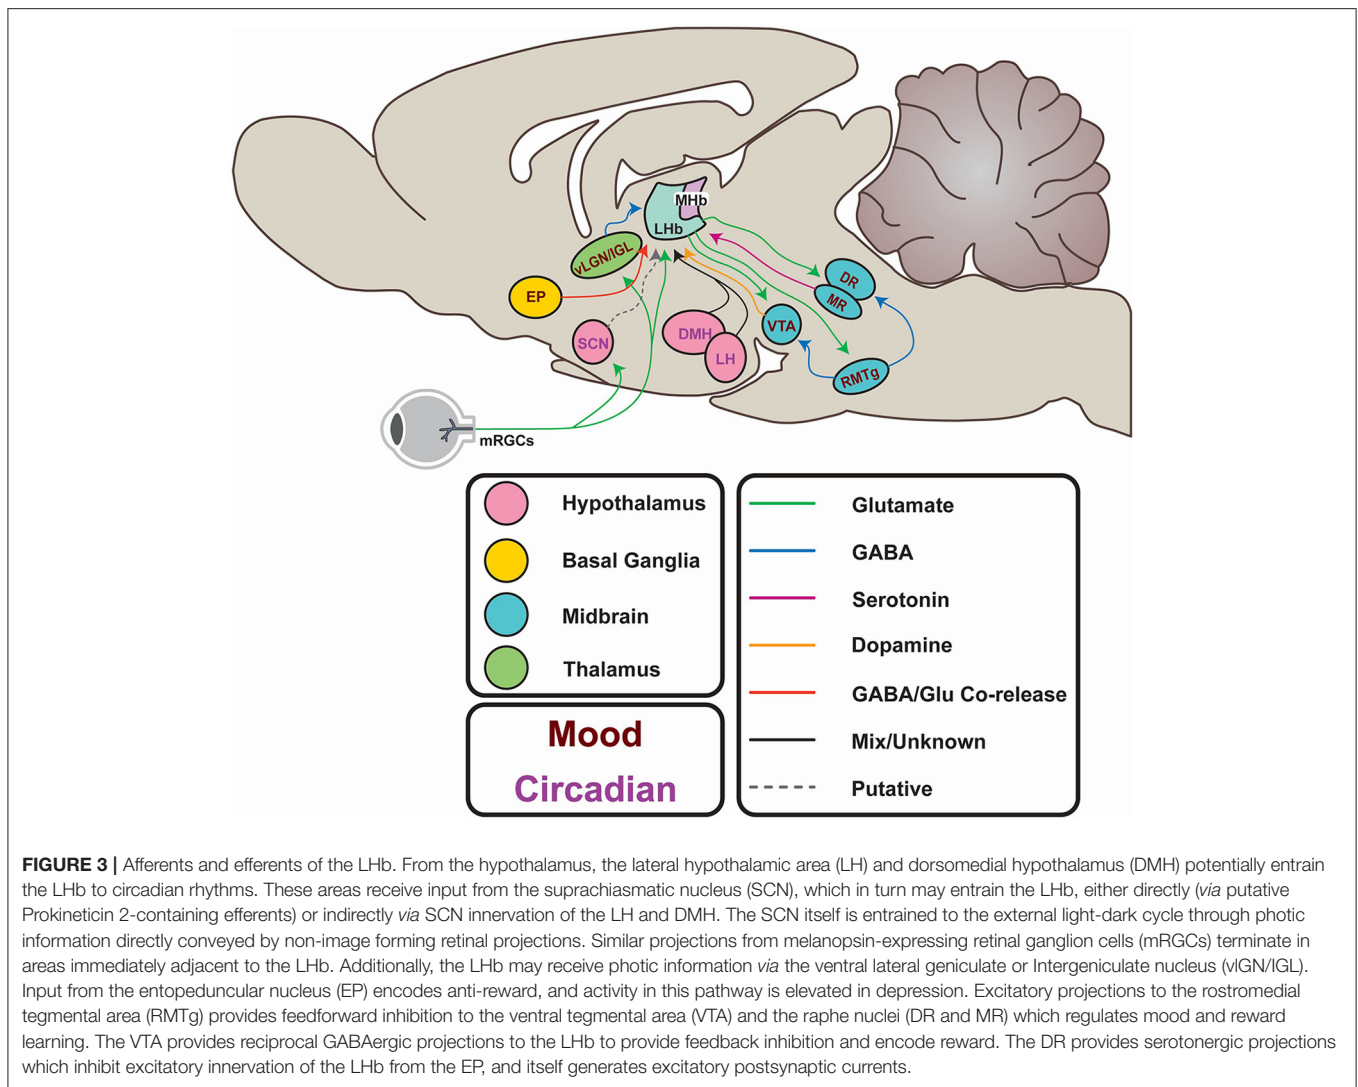 MHb
LHb
vLGN/IGL
EP
SCN
DMH
LH
VTA
DR
MR
RMTg
mRGCs
Hypothalamus
Basal Ganglia
Midbrain
Thalamus
Mood
Circadian
Glutamate
GABA
Serotonin
Dopamine
GABA/Glu Co-release
Mix/Unknown
Putative
FIGURE 3 | Afferents and efferents of the LHb. From the hypothalamus, the lateral hypothalamic area (LH) and dorsomedial hypothalamus (DMH) potentially entrain
the LHb to circadian rhythms. These areas receive input from the suprachiasmatic nucleus (SCN), which in turn may entrain the LHb, either directly (via putative
Prokineticin 2-containing efferents) or indirectly via SCN innervation of the LH and DMH. The SCN itself is entrained to the external light-dark cycle through photic
information directly conveyed by non-image forming retinal projections. Similar projections from melanopsin-expressing retinal ganglion cells (mRGCs) terminate in
areas immediately adjacent to the LHb. Additionally, the LHb may receive photic information via the ventral lateral geniculate or Intergeniculate nucleus (vlGN/IGL).
Input from the entopeduncular nucleus (EP) encodes anti-reward, and activity in this pathway is elevated in depression. Excitatory projections to the rostromedial
tegmental area (RMTg) provides feedforward inhibition to the ventral tegmental area (VTA) and the raphe nuclei (DR and MR) which regulates mood and reward
learning. The VTA provides reciprocal GABAergic projections to the LHb to provide feedback inhibition and encode reward. The DR provides serotonergic projections
which inhibit excitatory innervation of the LHb from the EP, and itself generates excitatory postsynaptic currents.